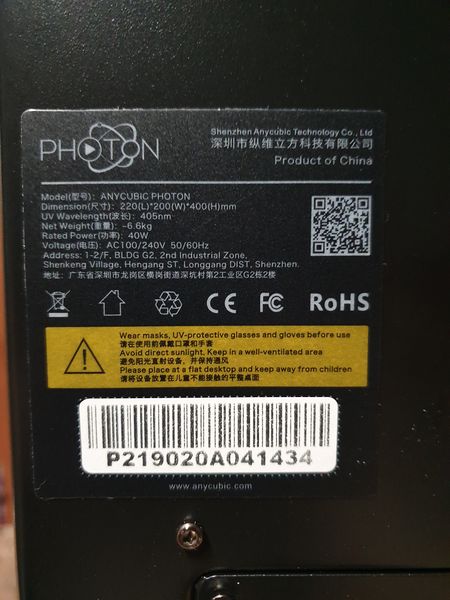 PHOTON
Shenzhen Anycubic Technology Co., Ltd
深圳市纵维立方科技有限公司
Product of China
Model(型号): ANYCUBIC PHOTON
Dimension(尺寸): 220(L)*200(W)*400(H)mm
UV Wavelength(波长): 405nm
Net Weight(重量): ~6.6kg
Rated Power(功率): 40W
Voltage(电压): AC100/240V 50/60Hz
Address: 1-2/F, BLDG G2, 2nd Industrial Zone,
Shenkeng Village, Hengang ST, Longgang DIST, Shenzhen.
地址: 广东省深圳市龙岗区横岗街道深坑村第2工业区G2栋2楼
CE FC RoHS
Wear masks, UV-protective glasses and gloves before use
请在使用前佩戴口罩和手套
Avoid direct sunlight. Keep in a well-ventilated area
避免阳光直射设备，并保持通风
Please place at a flat desktop and keep away from children
请将设备放置在儿童不能接触的平整桌面
P219020A041434
www.anycubic.com